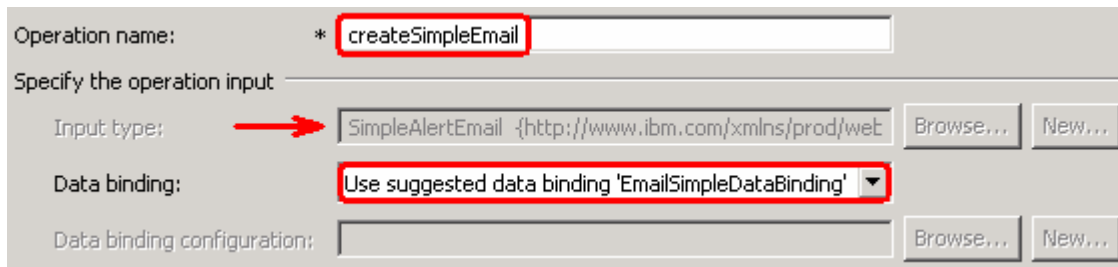 Operation name: * createSimpleEmail
Specify the operation input
Input type: SimpleAlertEmail {http://www.ibm.com/xmlns/prod/web Browse... New...
Data binding: Use suggested data binding 'EmailSimpleDataBinding'
Data binding configuration: Browse... New...